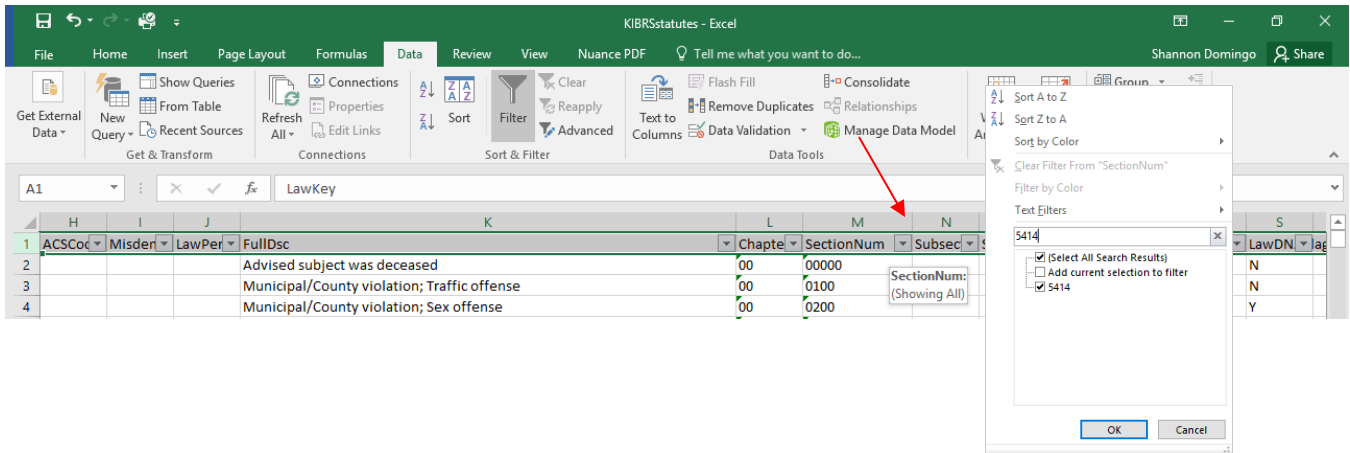 KIBRSstatutes - Excel
File Home Insert Page Layout Formulas Data Review View Nuance PDF Tell me what you want to do... Shannon Domingo Share
Get External Data
New Query
Show Queries
From Table
Recent Sources
Get & Transform
Refresh All
Connections
Properties
Edit Links
Connections
Sort
Filter
Clear
Reapply
Advanced
Sort & Filter
Text to Columns
Flash Fill
Remove Duplicates
Data Validation
Consolidate
Relationships
Manage Data Model
Data Tools
Group
A1 fx LawKey
H I J K L M N S
1 ACSCod Misden LawPer FullDsc Chapte SectionNum Subsec LawDN
2 Advised subject was deceased 00 00000 N
3 Municipal/County violation; Traffic offense 00 0100 N
4 Municipal/County violation; Sex offense 00 0200 Y
SectionNum:
(Showing All)
Sort A to Z
Sort Z to A
Sort by Color
Clear Filter From "SectionNum"
Filter by Color
Text Filters
5414
(Select All Search Results)
Add current selection to filter
5414
OK Cancel